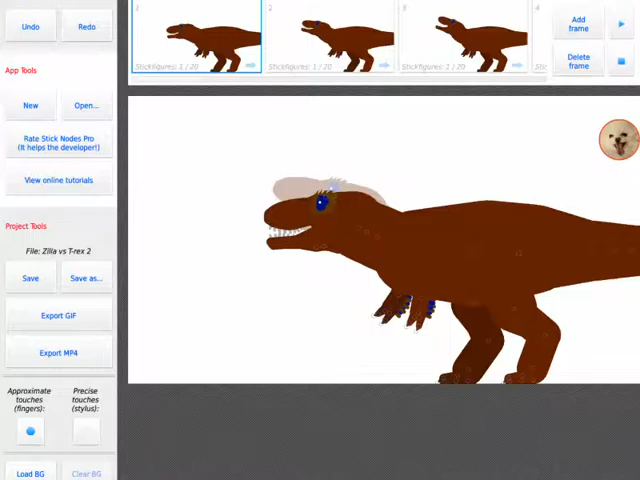 Undo
Redo
App Tools
New
Open...
Rate Stick Nodes Pro
(It helps the developer!)
View online tutorials
Project Tools
File: Zilla vs T-rex 2
Save
Save as...
Export GIF
Export MP4
Approximate
touches
(fingers):
Precise
touches
(stylus):
Load BG
Clear BG
1
Stickfigures: 1 / 20
2
Stickfigures: 1 / 20
3
Stickfigures: 1 / 20
4
Add
frame
Delete
frame